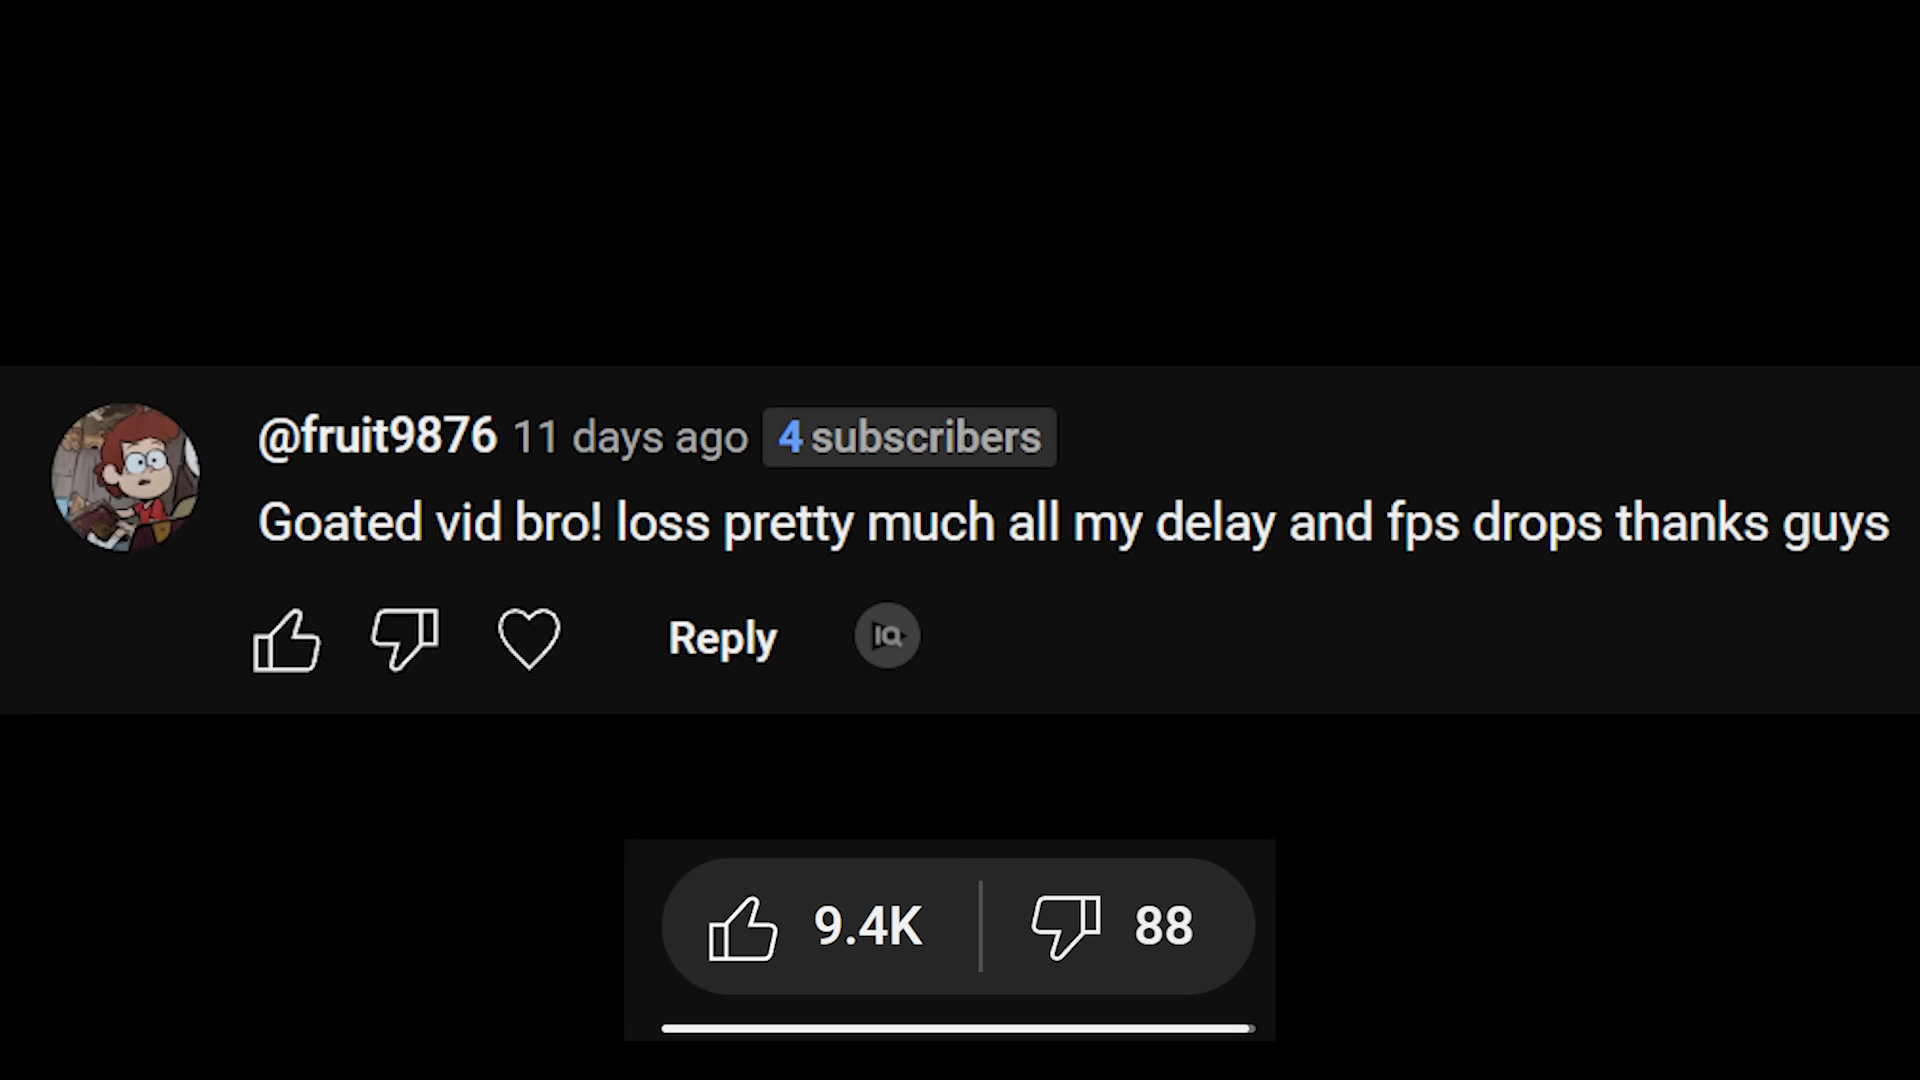 @fruit9876 11 days ago 4 subscribers
Goated vid bro! loss pretty much all my delay and fps drops thanks guys
Reply IQ
9.4K 88